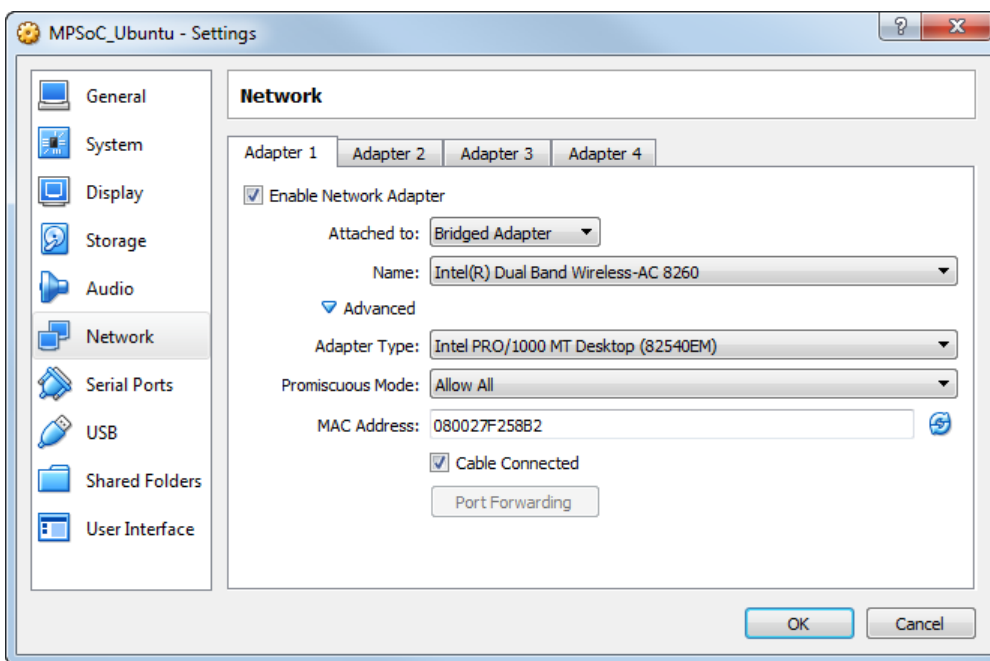 MPSoC_Ubuntu - Settings
?
X
General
System
Display
Storage
Audio
Network
Serial Ports
USB
Shared Folders
User Interface
Network
Adapter 1
Adapter 2
Adapter 3
Adapter 4
Enable Network Adapter
Attached to: Bridged Adapter
Name: Intel(R) Dual Band Wireless-AC 8260
Advanced
Adapter Type: Intel PRO/1000 MT Desktop (82540EM)
Promiscuous Mode: Allow All
MAC Address: 080027F258B2
Cable Connected
Port Forwarding
OK
Cancel